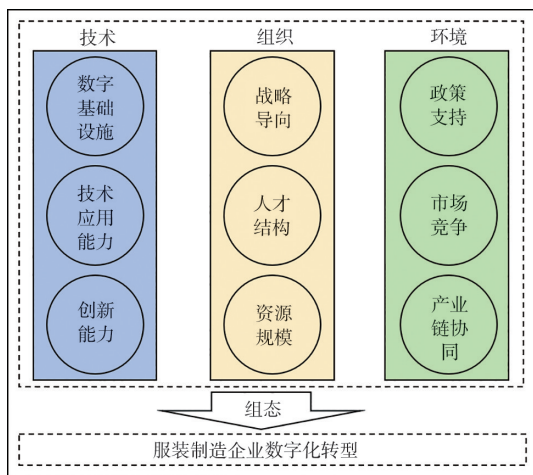 技术
数字
基础
设施
技术
应用
能力
创新
能力
组织
战略
导向
人才
结构
资源
规模
环境
政策
支持
市场
竞争
产业
链协
同
组态
服装制造企业数字化转型